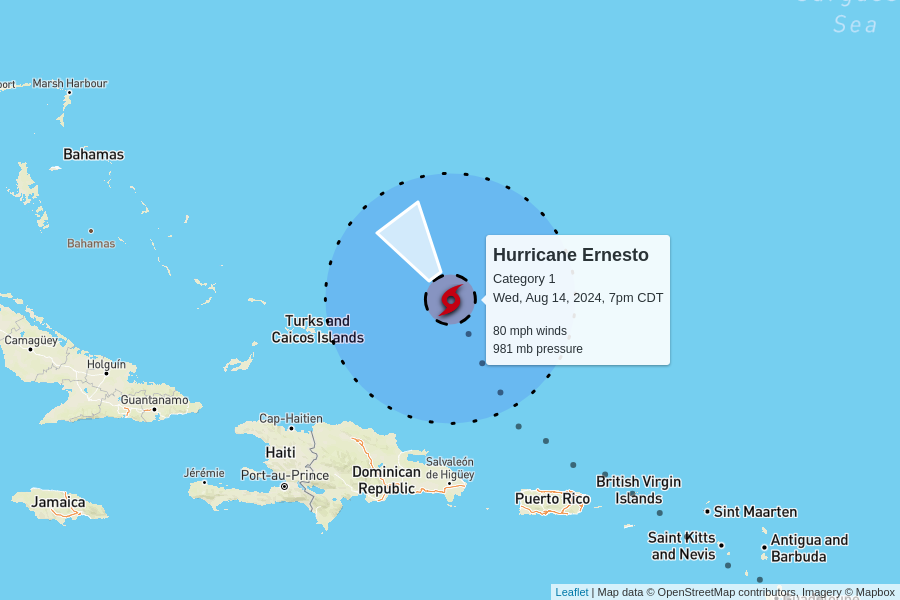 Sea
port
Marsh Harbour
Bahamas
Bahamas
Hurricane Ernesto
Category 1
Wed, Aug 14, 2024, 7pm CDT
80 mph winds
981 mb pressure
Turks and
Caicos Islands
Camagüey
Holguín
Guantanamo
Cap-Haïtien
Haiti
Jérémie
Port-au-Prince
Dominican
Republic
Salvaleón
de Higüey
Puerto Rico
British Virgin
Islands
Jamaica
Sint Maarten
Saint Kitts
and Nevis
Antigua and
Barbuda
Leaflet | Map data © OpenStreetMap contributors, Imagery © Mapbox